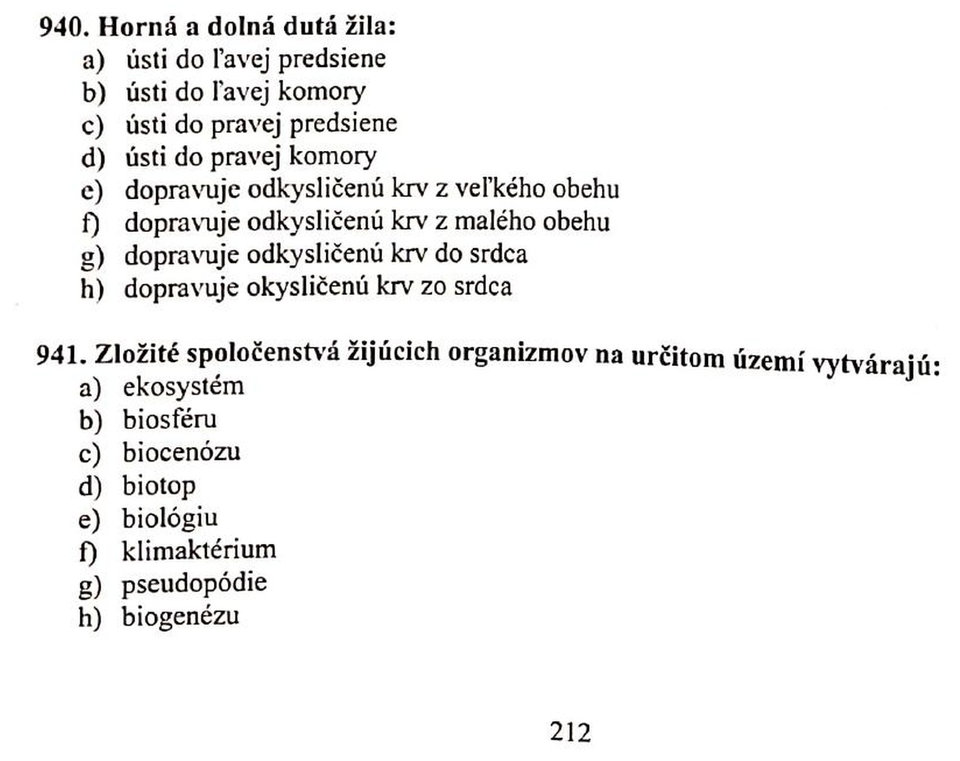 940. Horná a dolná dutá žila:
a) ústi do ľavej predsiene
b) ústi do ľavej komory
c) ústi do pravej predsiene
d) ústi do pravej komory
e) dopravuje odkysličenú krv z veľkého obehu
f) dopravuje odkysličenú krv z malého obehu
g) dopravuje odkysličenú krv do srdca
h) dopravuje okysličenú krv zo srdca
941. Zložité spoločenstvá žijúcich organizmov na určitom území vytvárajú:
a) ekosystém
b) biosféru
c) biocenózu
d) biotop
e) biológiu
f) klimaktérium
g) pseudopódie
h) biogenézu
212